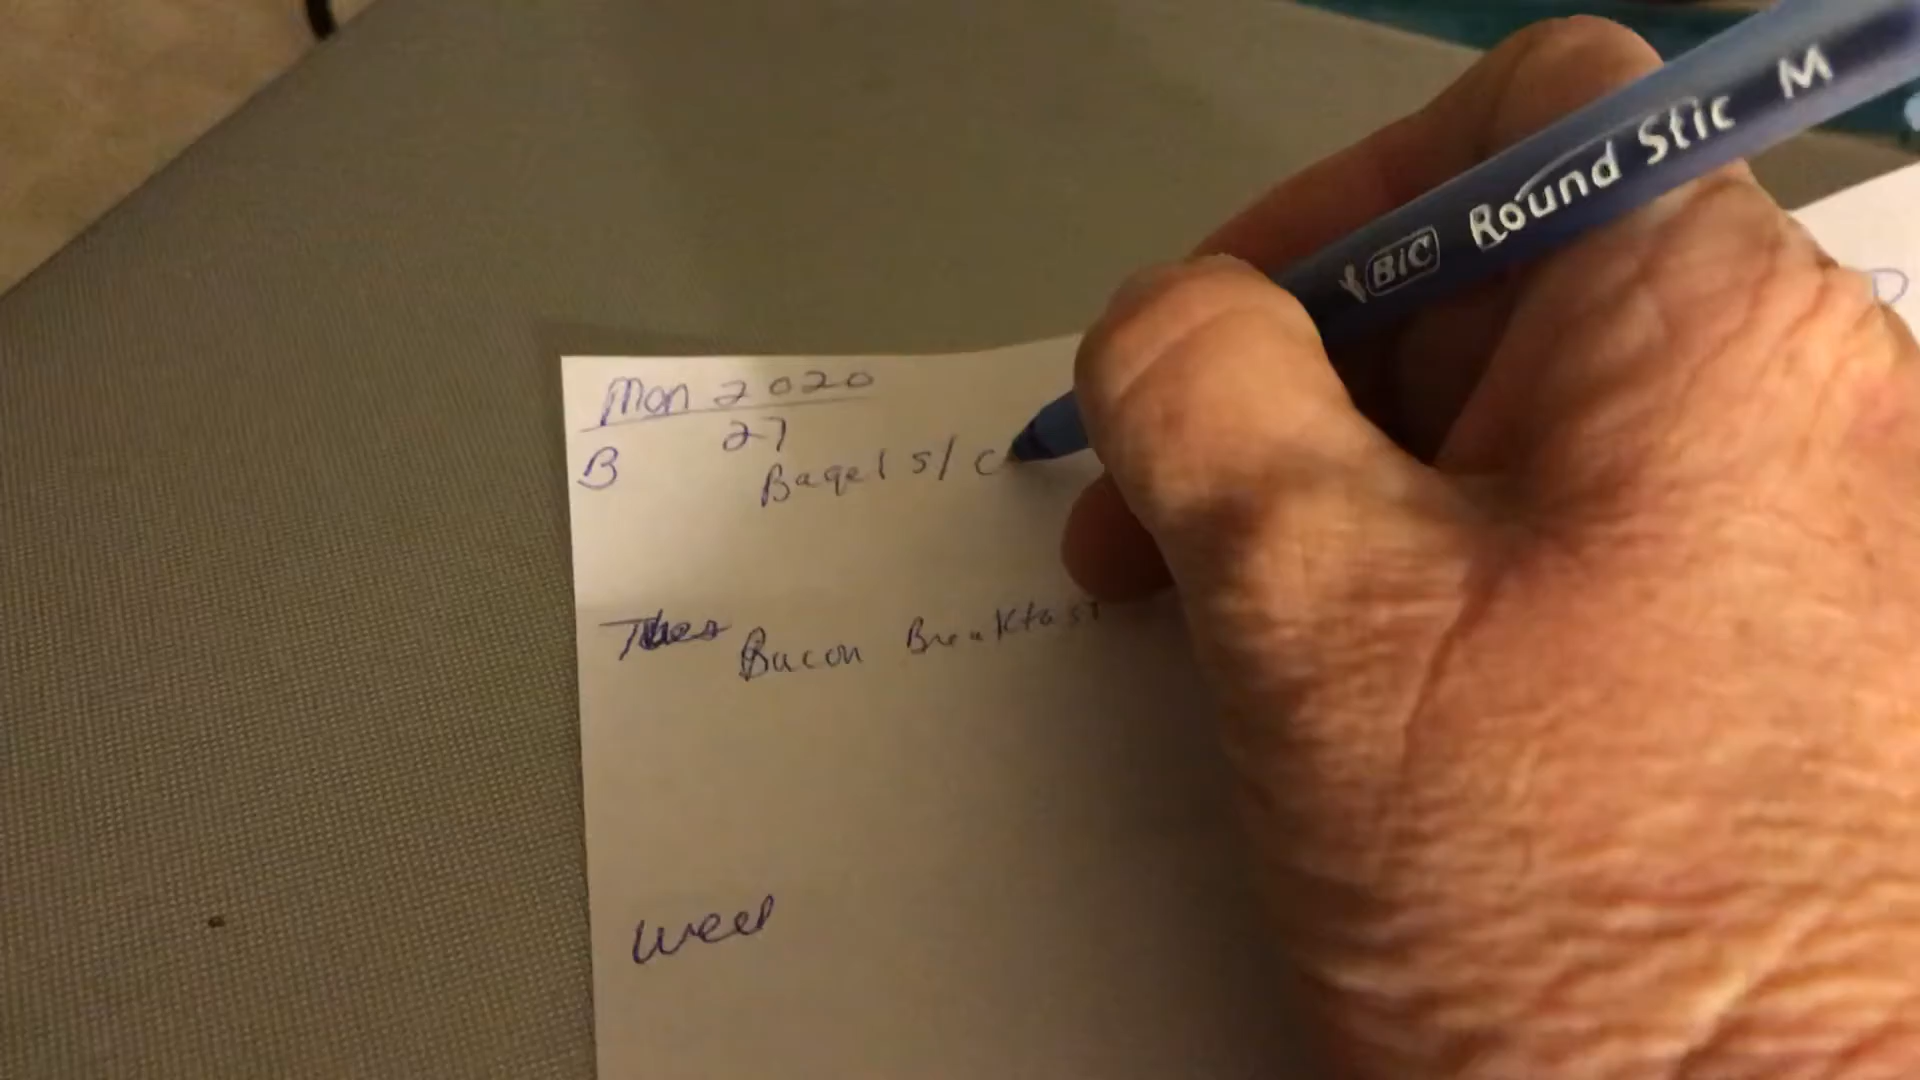 Mon 2020
27
B Bagel s/ c
Tues Bacon Breakfast
Wed
BIC Round Stic M
D